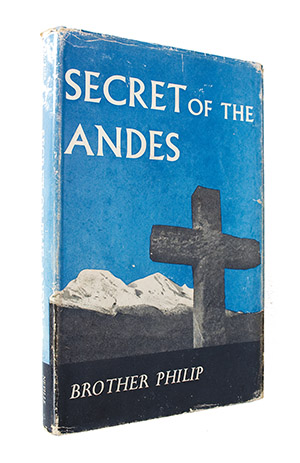 SECRET OF THE
ANDES
BROTHER PHILIP